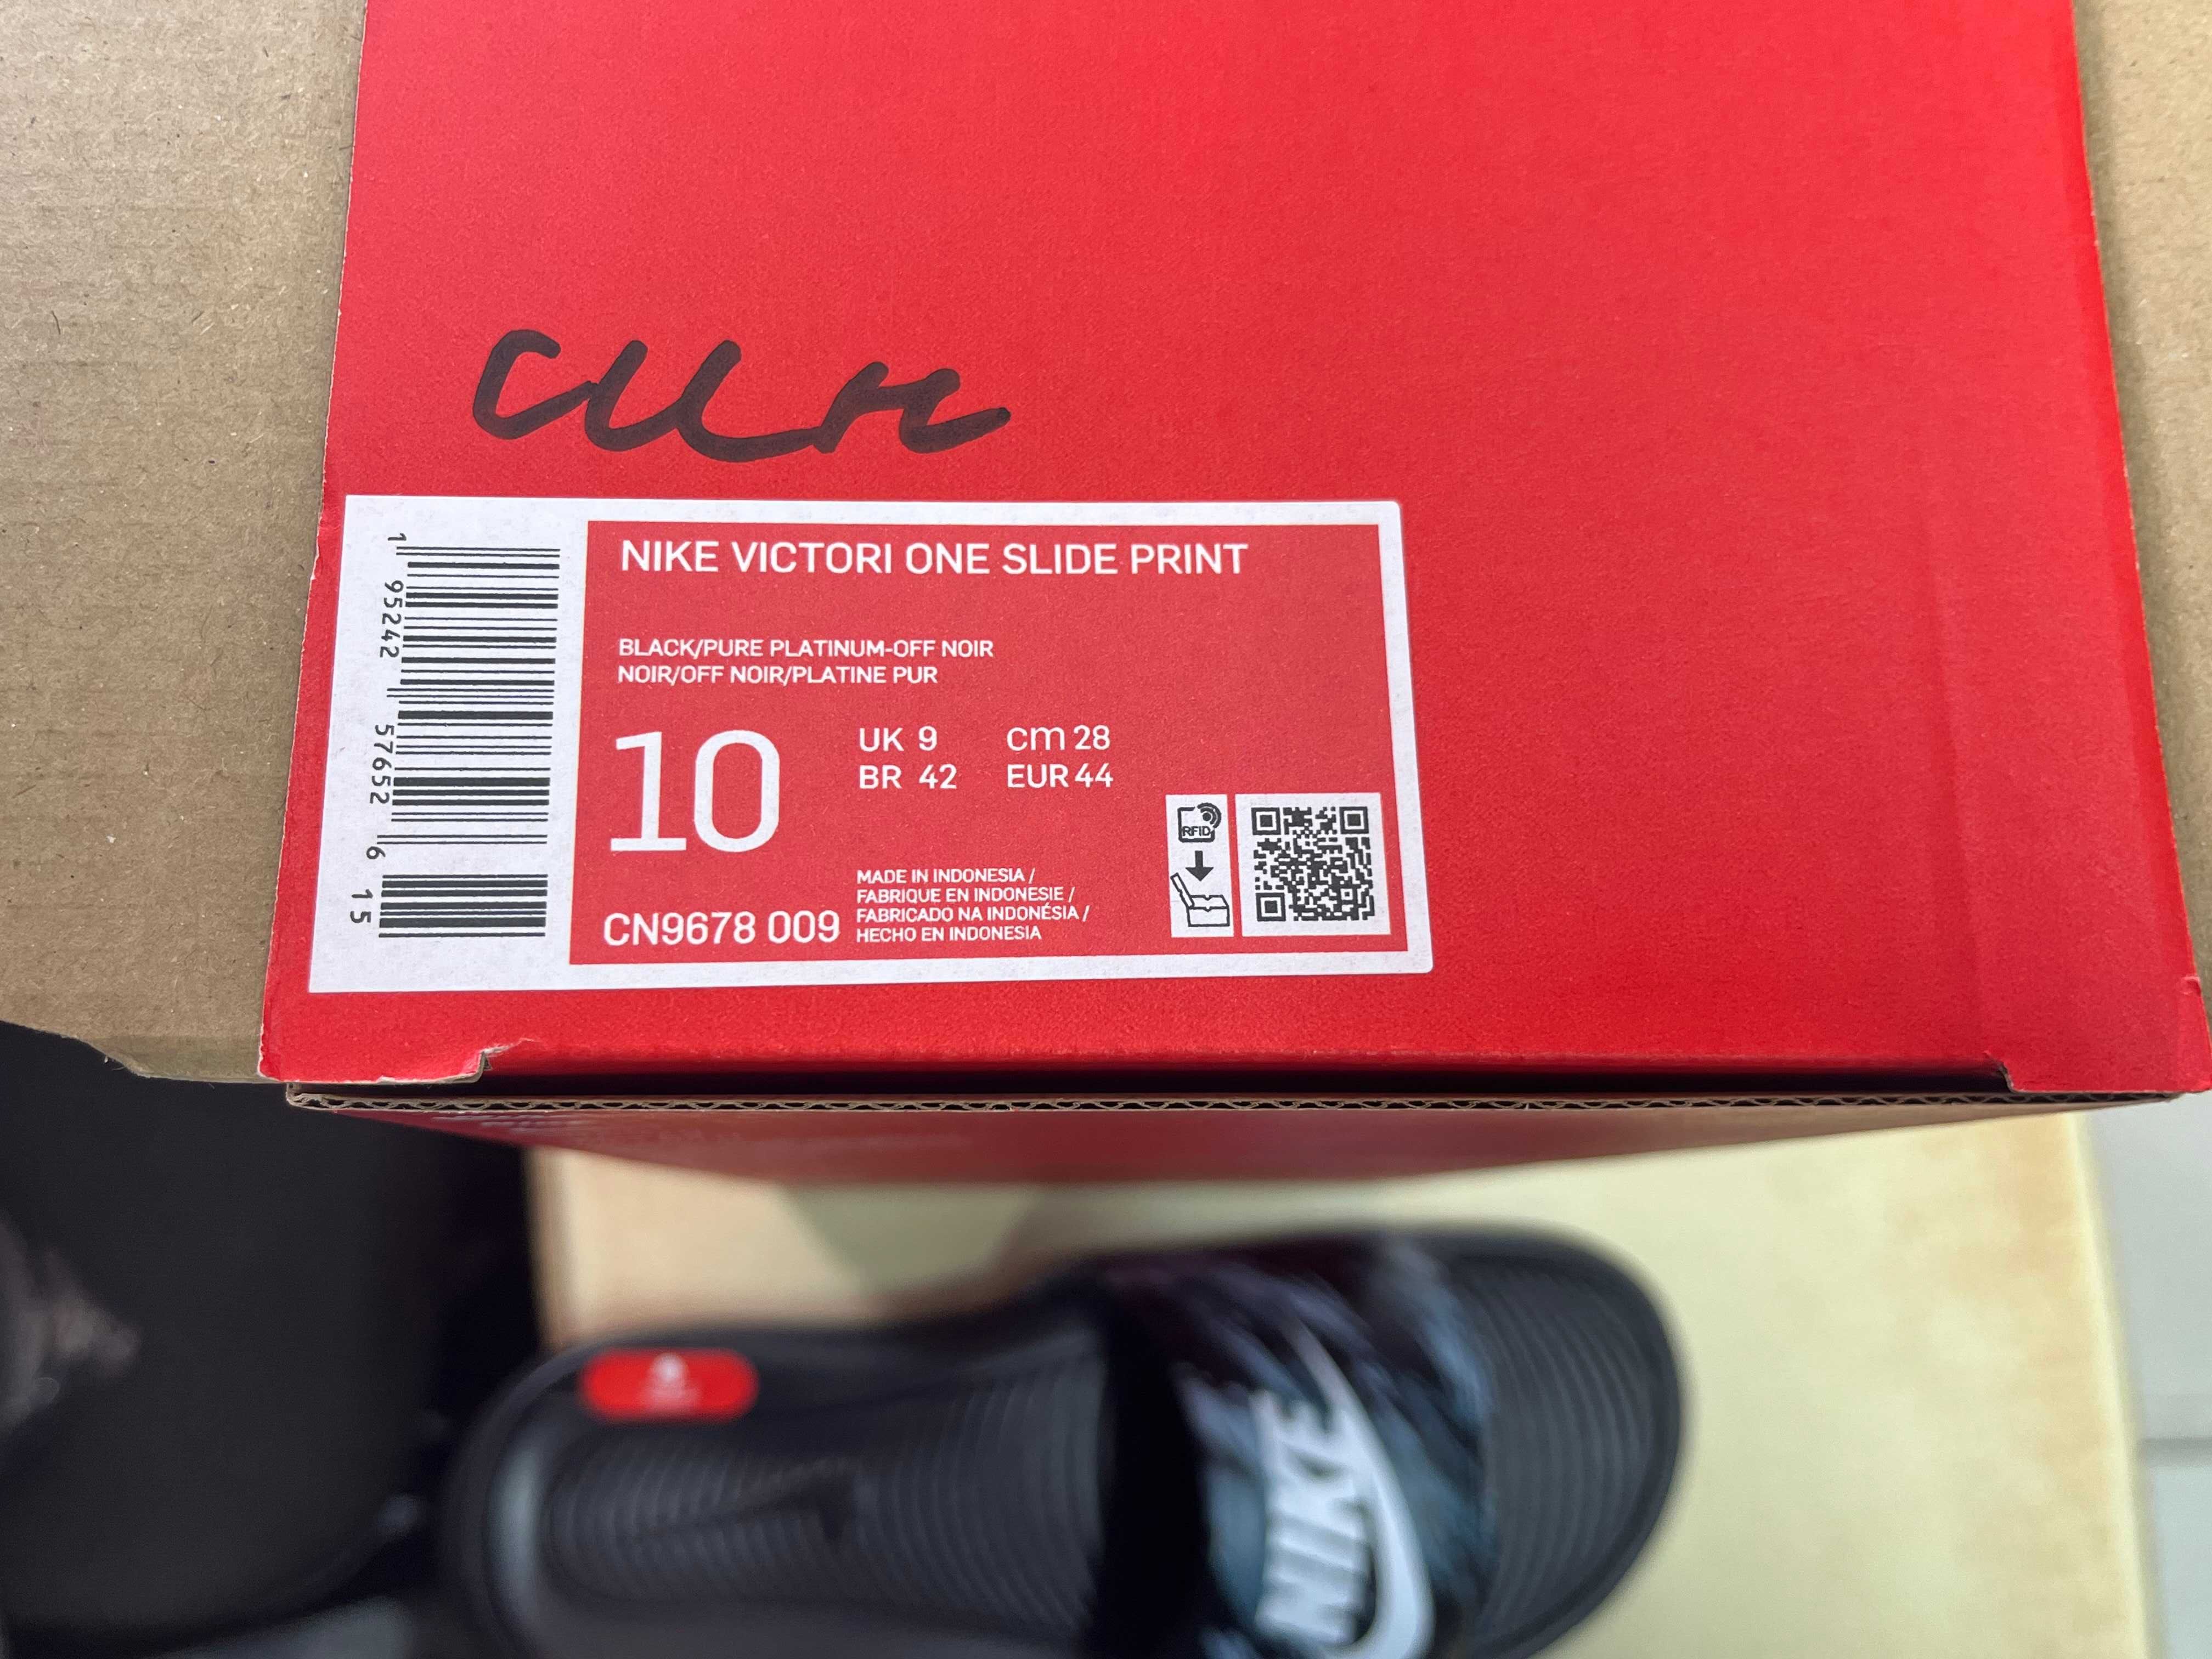 NIKE VICTORI ONE SLIDE PRINT
BLACK/PURE PLATINUM-OFF NOIR
NOIR/OFF NOIR/PLATINE PUR
10
UK 9
cm 28
BR 42
EUR 44
MADE IN INDONESIA /
FABRIQUE EN INDONESIE /
FABRICADO NA INDONÉSIA /
HECHO EN INDONESIA
CN9678 009
RFID
1 95242 57652 6 15
NIKE